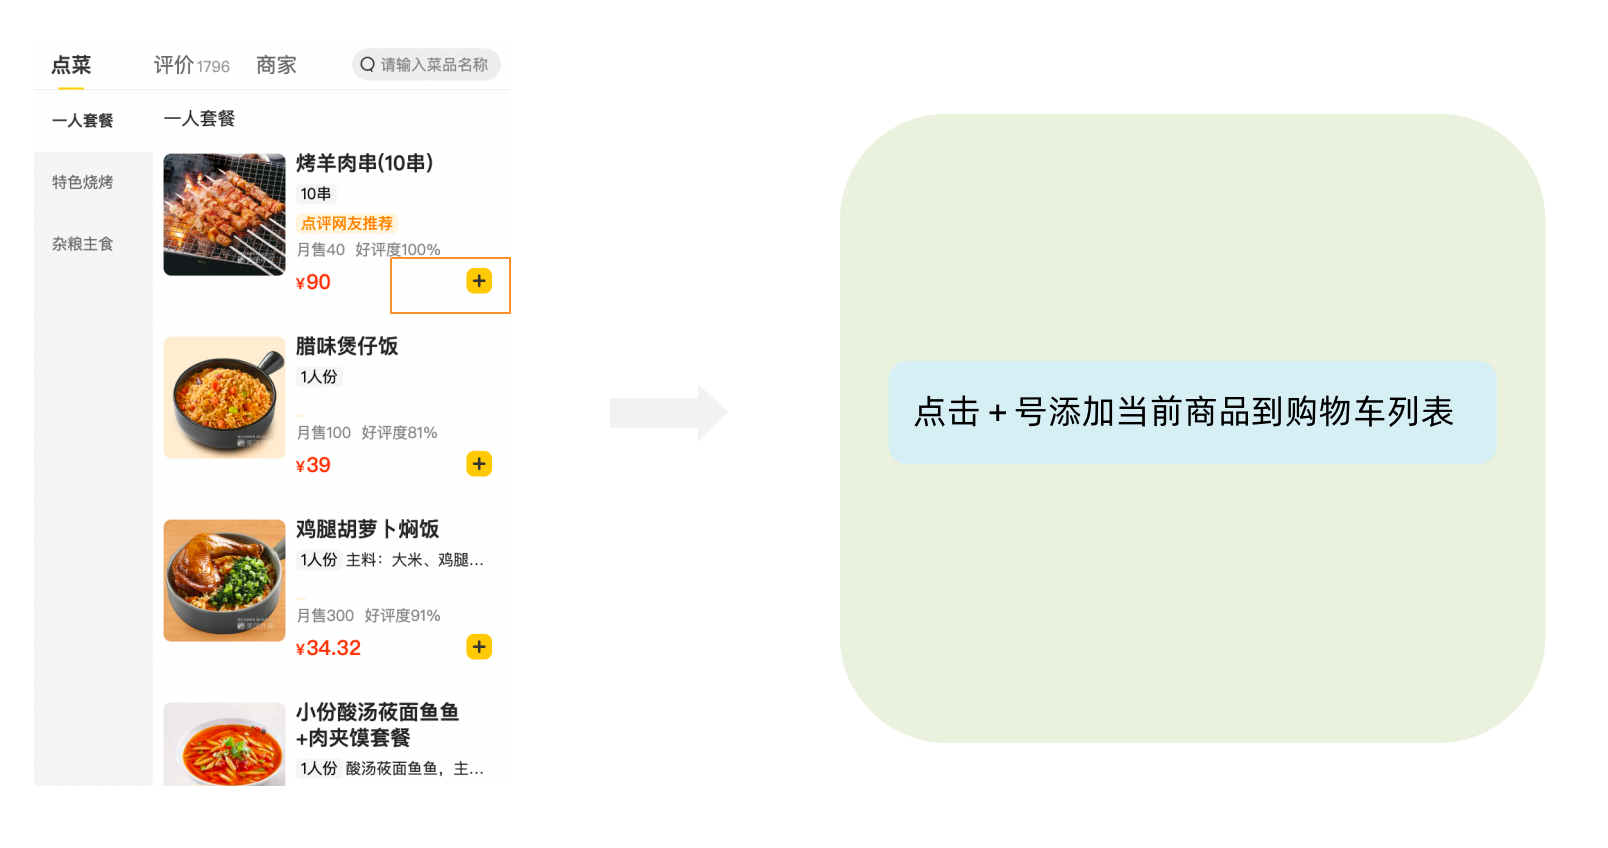 点菜
评价 1796
商家
请输入菜品名称
一人套餐
特色烧烤
杂粮主食
一人套餐
烤羊肉串(10串)
10串
点评网友推荐
月售40 好评度100%
¥90
+
腊味煲仔饭
1人份
月售100 好评度81%
¥39
+
鸡腿胡萝卜焖饭
1人份 主料：大米、鸡腿...
月售300 好评度91%
¥34.32
+
小份酸汤莜面鱼鱼
+肉夹馍套餐
1人份 酸汤莜面鱼鱼，主...
点击 + 号添加当前商品到购物车列表